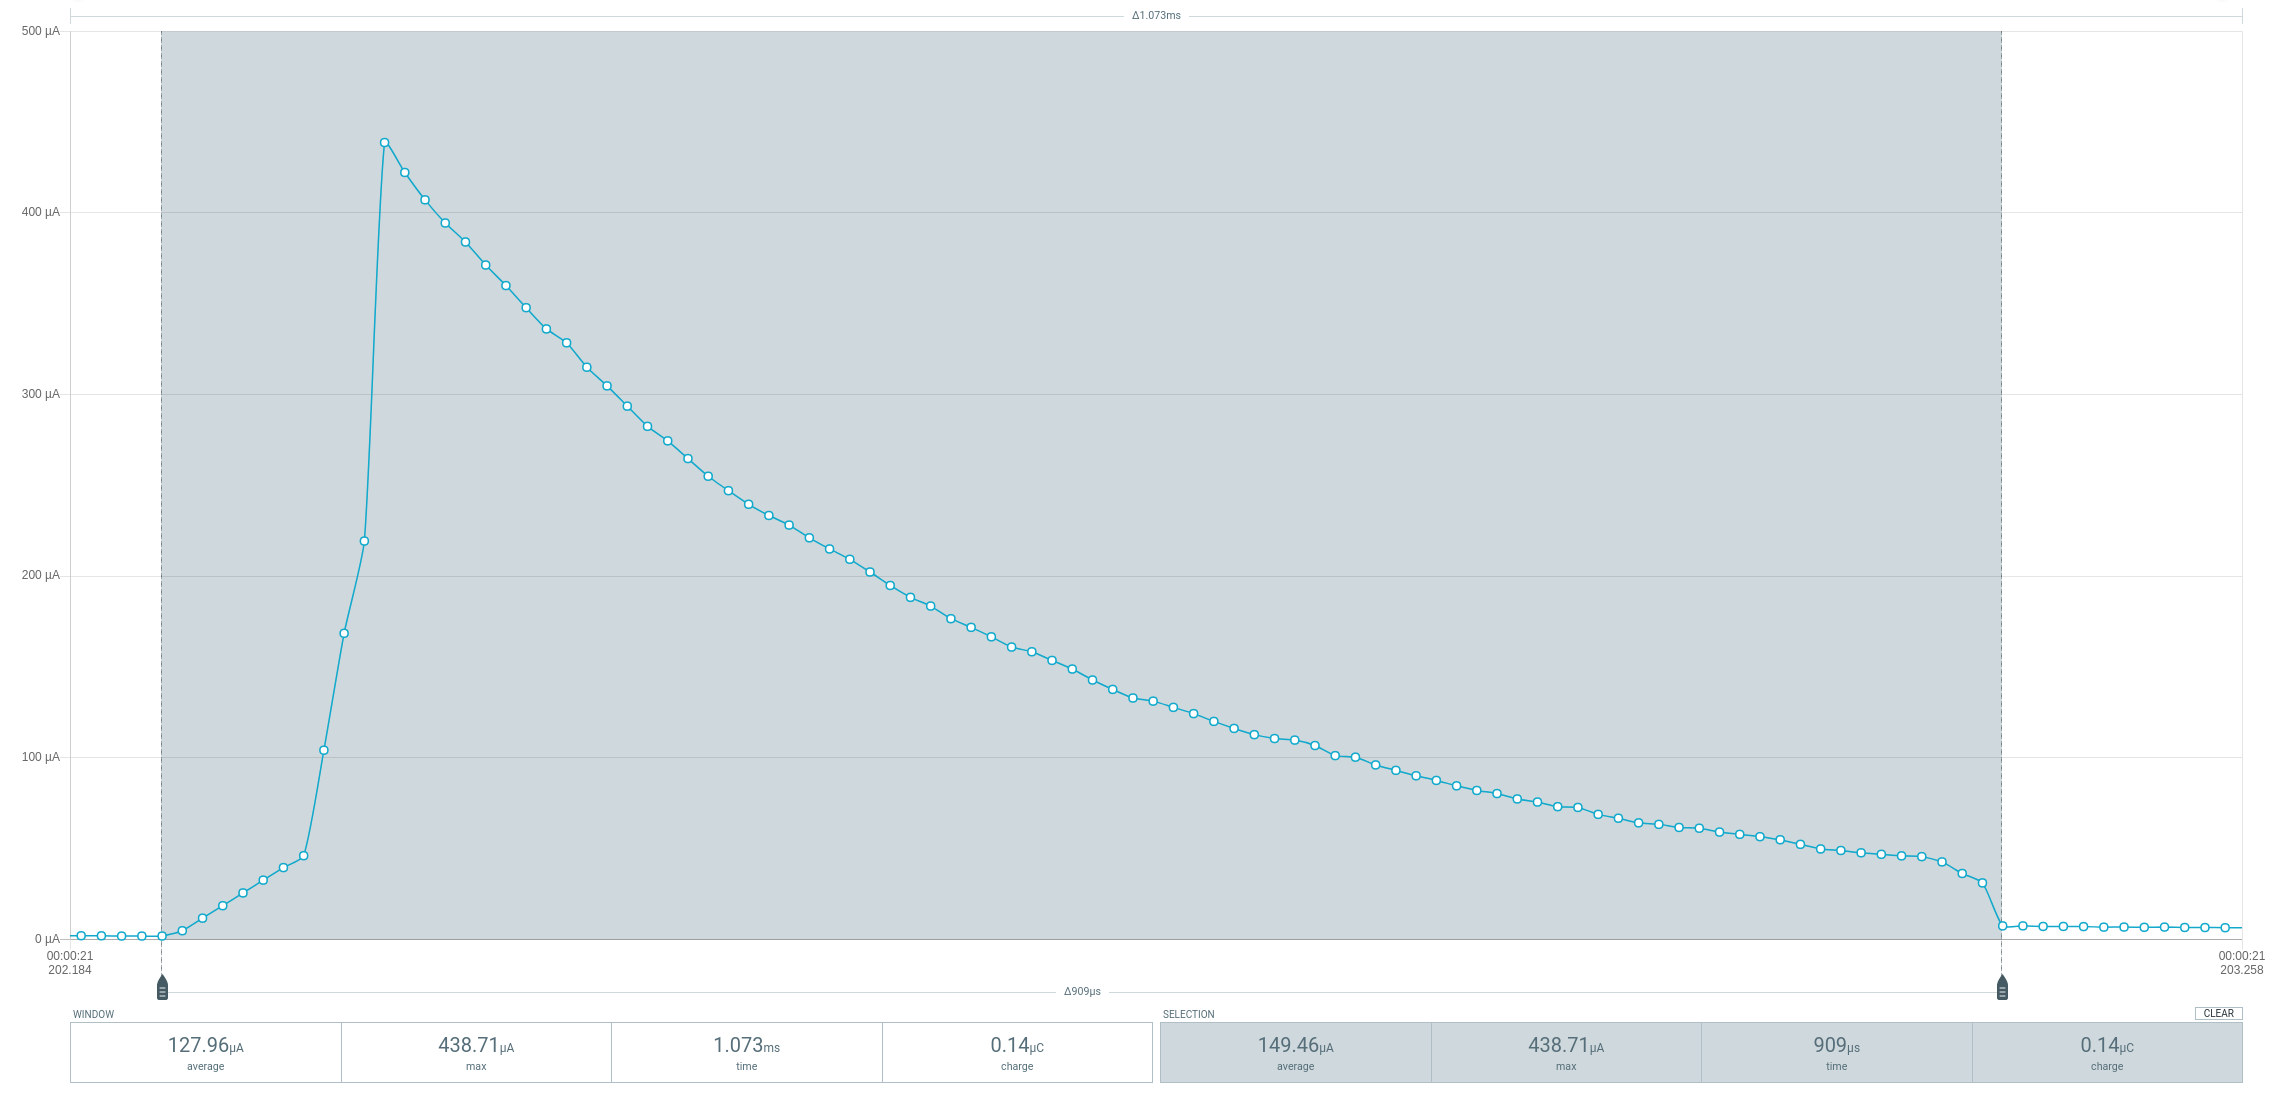 Δ1.073ms
500 µA
400 µA
300 µA
200 µA
100 µA
0 µA
00:00:21
202.184
00:00:21
203.258
Δ909µs
WINDOW
127.96µA
average
438.71µA
max
1.073ms
time
0.14µC
charge
SELECTION
CLEAR
149.46µA
average
438.71µA
max
909µs
time
0.14µC
charge